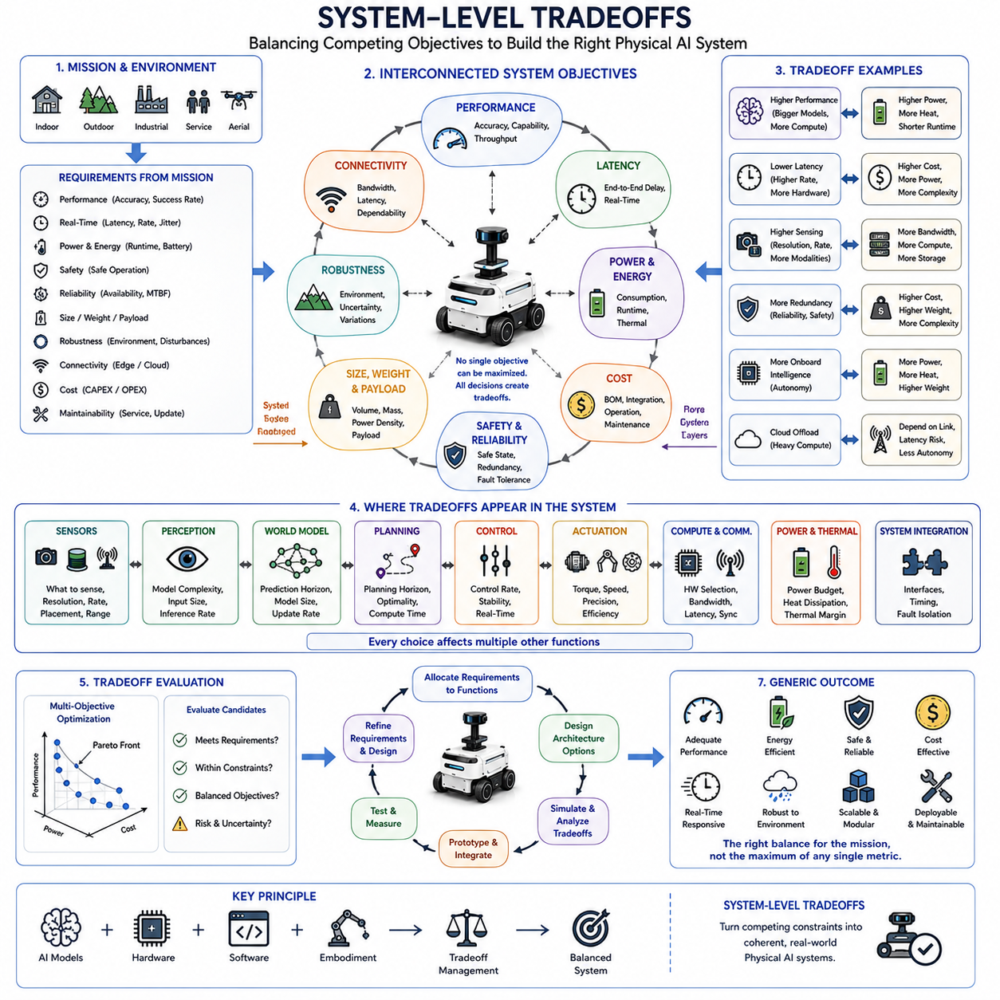 SYSTEM-LEVEL TRADEOFFS
Balancing Competing Objectives to Build the Right Physical AI System
1. MISSION & ENVIRONMENT
Indoor
Outdoor
Industrial
Service
Aerial
REQUIREMENTS FROM MISSION
Performance (Accuracy, Success Rate)
Real-Time (Latency, Rate, Jitter)
Power & Energy (Runtime, Battery)
Safety (Safe Operation)
Reliability (Availability, MTBF)
Size / Weight / Payload
Robustness (Environment, Disturbances)
Connectivity (Edge / Cloud)
Cost (CAPEX / OPEX)
Maintainability (Service, Update)
2. INTERCONNECTED SYSTEM OBJECTIVES
PERFORMANCE
Accuracy, Capability,
Throughput
LATENCY
End-to-End Delay,
Real-Time
POWER &
ENERGY
Consumption,
Runtime,
Thermal
COST
BOM, Integration,
Operation,
Maintenance
SAFETY &
RELIABILITY
Safe State,
Redundancy,
Fault Tolerance
SIZE, WEIGHT
& PAYLOAD
Volume, Mass,
Power Density,
Payload
ROBUSTNESS
Environment,
Uncertainty,
Variations
CONNECTIVITY
Bandwidth,
Latency,
Dependability
No single objective
can be maximized.
All decisions create
tradeoffs.
3. TRADEOFF EXAMPLES
Higher Performance
(Bigger Models,
More Compute)
Higher Power,
More Heat,
Shorter Runtime
Lower Latency
(Higher Rate,
More Hardware)
Higher Cost,
More Power,
More Complexity
Higher Sensing
(Resolution, Rate,
More Modalities)
More Bandwidth,
More Compute,
More Storage
More Redundancy
(Reliability, Safety)
Higher Cost,
Higher Weight,
More Complexity
More Onboard
Intelligence
(Autonomy)
More Power,
More Heat,
Higher Weight
Cloud Offload
(Heavy Compute)
Depend on Link,
Latency Risk,
Less Autonomy
4. WHERE TRADEOFFS APPEAR IN THE SYSTEM
SENSORS
What to sense,
Resolution, Rate,
Placement, Range
PERCEPTION
Model Complexity,
Input Size,
Inference Rate
WORLD MODEL
Prediction Horizon,
Model Size,
Update Rate
PLANNING
Planning Horizon,
Optimality,
Compute Time
CONTROL
Control Rate,
Stability,
Real-Time
ACTUATION
Torque, Speed,
Precision,
Efficiency
COMPUTE & COMM.
HW Selection,
Bandwidth,
Latency, Sync
POWER & THERMAL
Power Budget,
Heat Dissipation,
Thermal Margin
SYSTEM INTEGRATION
Interfaces,
Timing,
Fault Isolation
Every choice affects multiple other functions
5. TRADEOFF EVALUATION
Multi-Objective
Optimization
Pareto Front
Performance
Power
Cost
Evaluate Candidates
Meets Requirements?
Within Constraints?
Balanced Objectives?
Risk & Uncertainty?
Allocate Requirements
to Functions
Design
Architecture
Options
Simulate &
Analyze
Tradeoffs
Prototype &
Integrate
Test &
Measure
Refine
Requirements
& Design
7. GENERIC OUTCOME
Adequate
Performance
Energy
Efficient
Safe &
Reliable
Cost
Effective
Real-Time
Responsive
Robust to
Environment
Scalable &
Modular
Deployable
& Maintainable
The right balance for the mission,
not the maximum of any single metric.
KEY PRINCIPLE
AI Models
+
Hardware
+
Software
+
Embodiment
Tradeoff
Management
Balanced
System
SYSTEM-LEVEL TRADEOFFS
Turn competing constraints into
coherent, real-world
Physical AI systems.